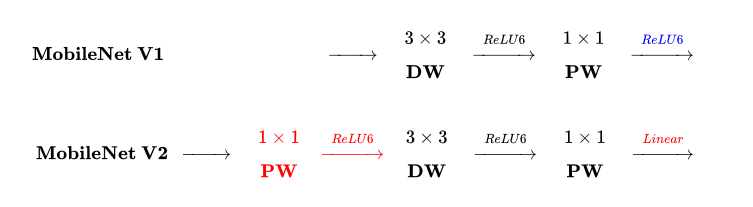 MobileNet V1 → 3 × 3 DW ReLU6 → 1 × 1 PW ReLU6 →
MobileNet V2 → 1 × 1 PW ReLU6 → 3 × 3 DW ReLU6 → 1 × 1 PW Linear →